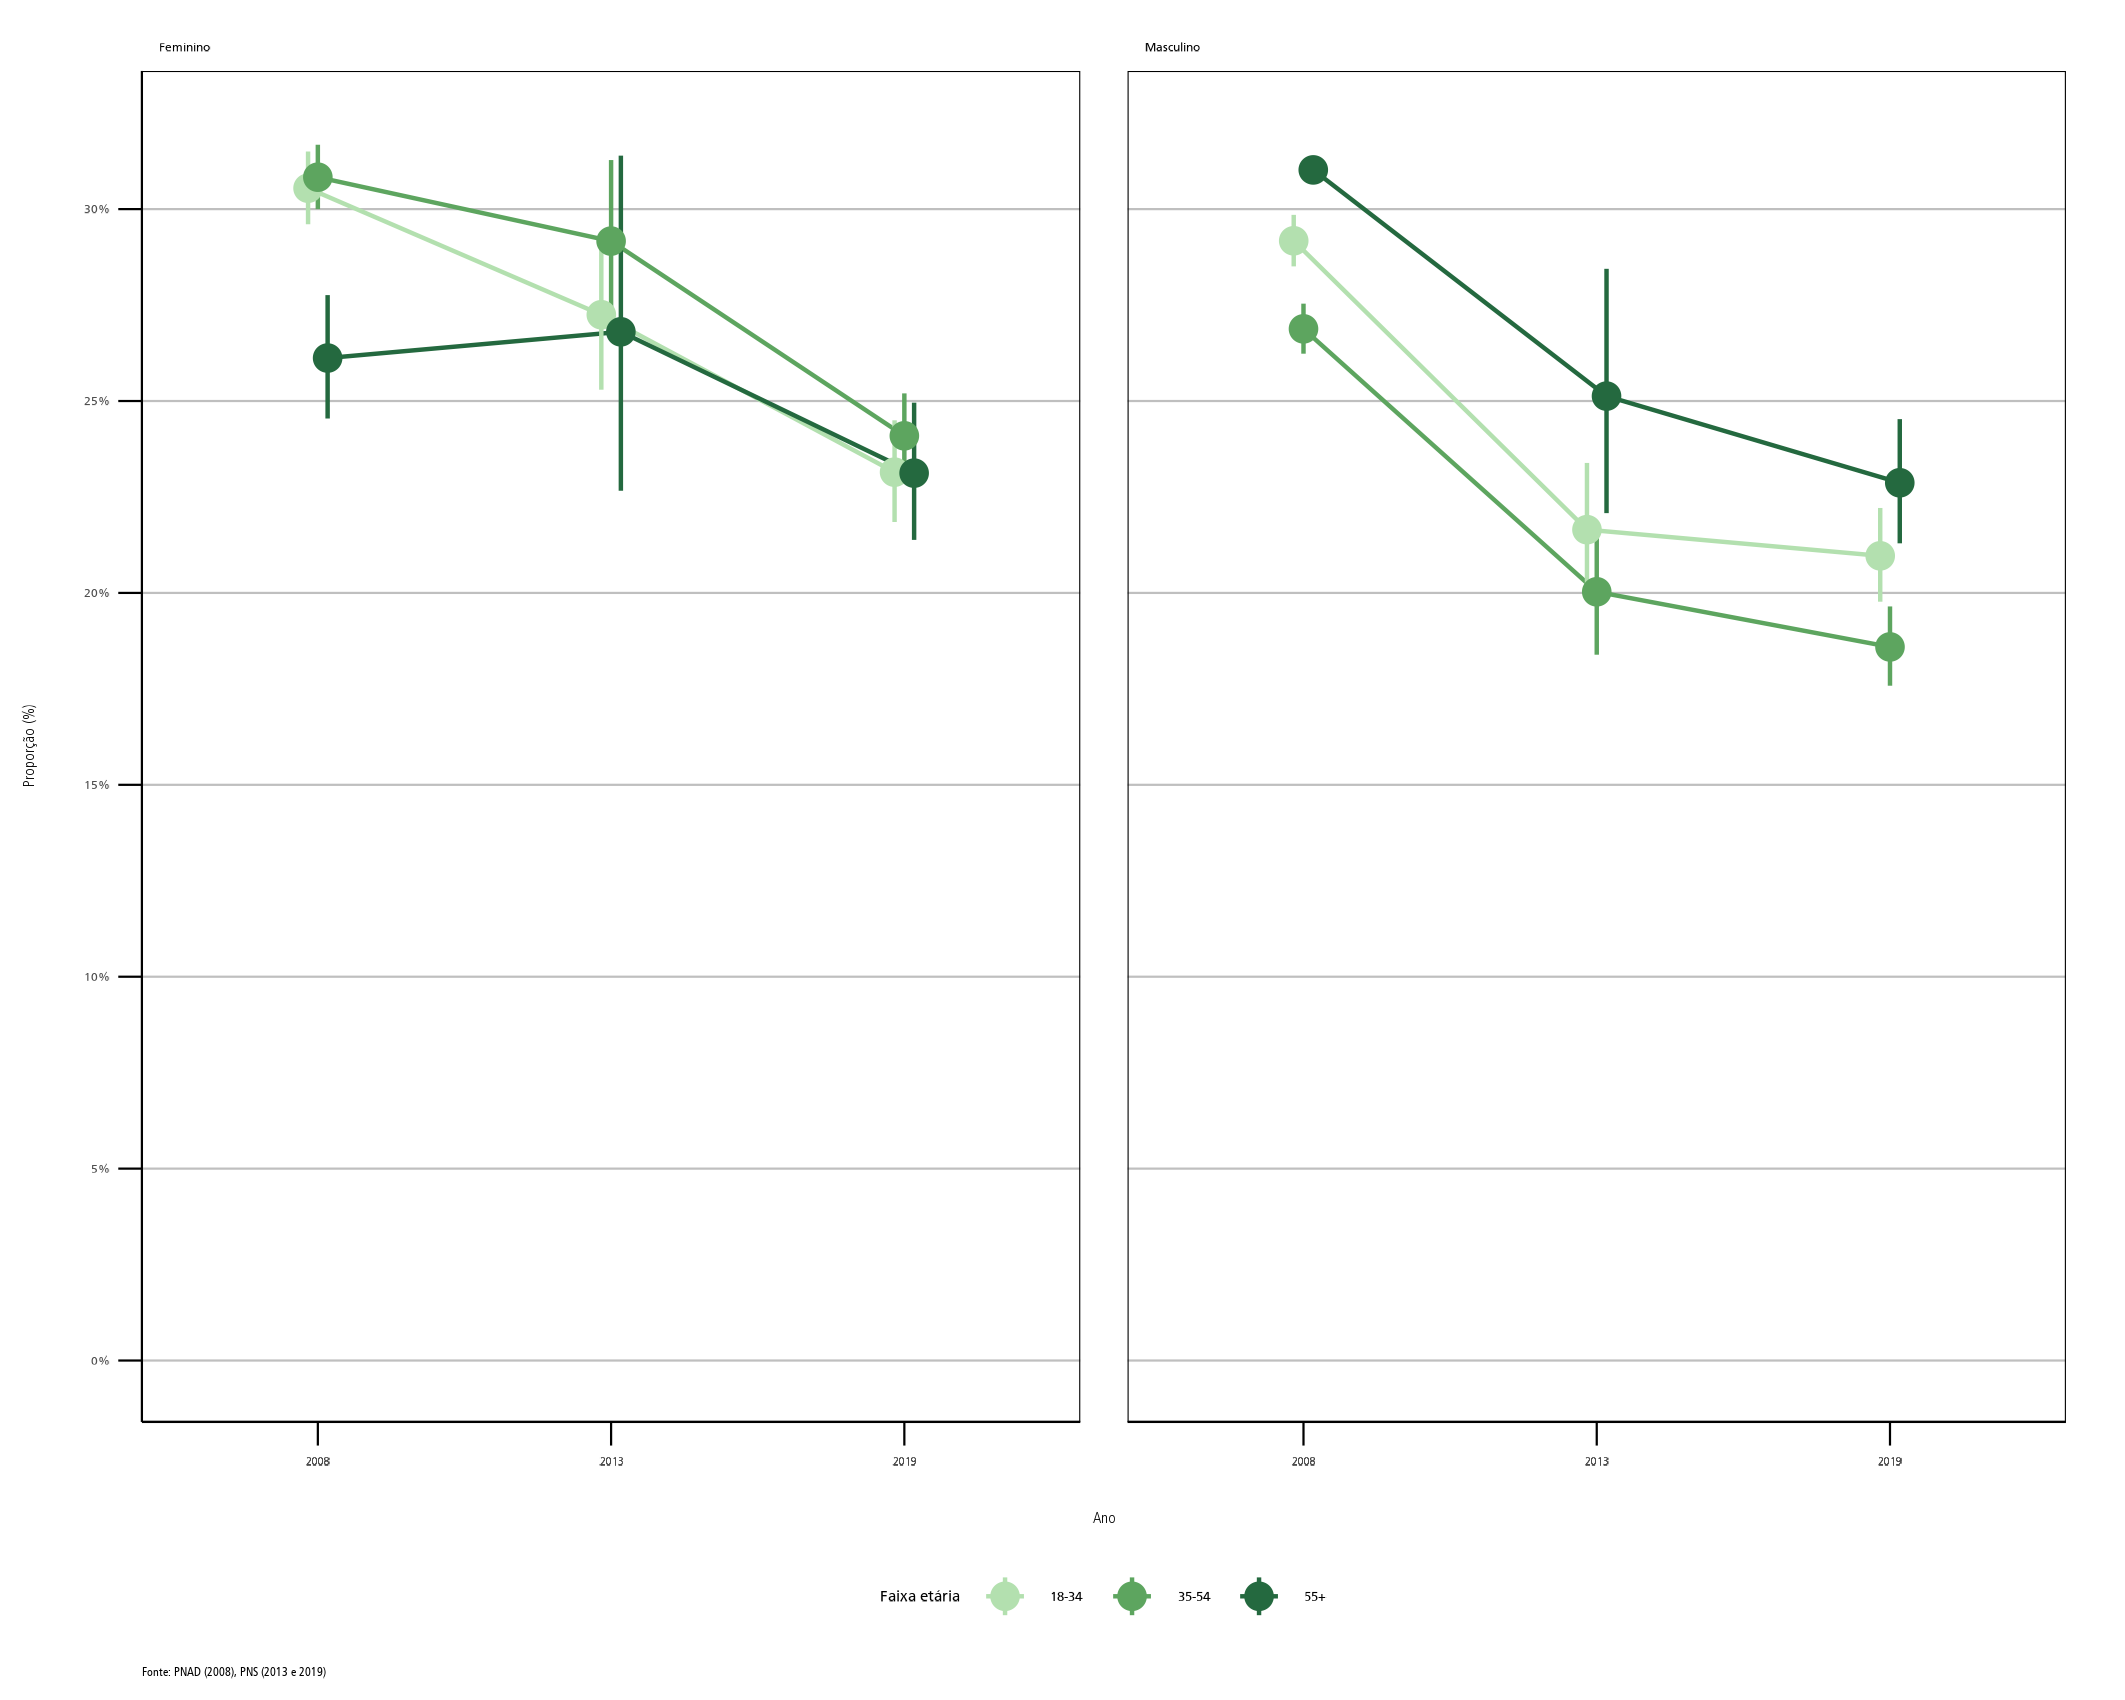 Feminino
Masculino
Proporção (%)
30%
25%
20%
15%
10%
5%
0%
2008 2013 2019
2008 2013 2019
Ano
Faixa etária 18-34 35-54 55+
Fonte: PNAD (2008), PNS (2013 e 2019)